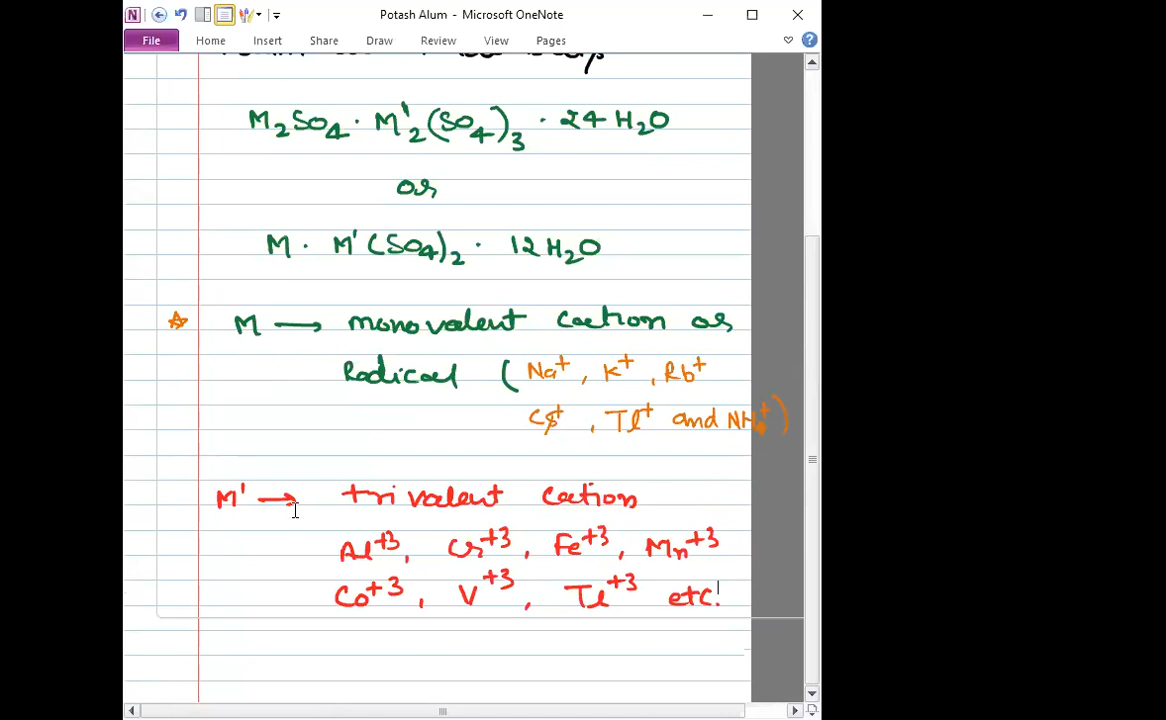 Potash Alum - Microsoft OneNote
File Home Insert Share Draw Review View Pages
M₂SO₄ · M'₂(SO₄)₃ · 24 H₂O
or
M · M'(SO₄)₂ · 12 H₂O
☆ M → monovalent cation or
Radical ( Na⁺, K⁺, Rb⁺
Cs⁺, Tl⁺ and NH₄⁺)
M' → trivalent cation
Al⁺³, Cr⁺³, Fe⁺³, Mn⁺³
Co⁺³, V⁺³, Tl⁺³ etc.